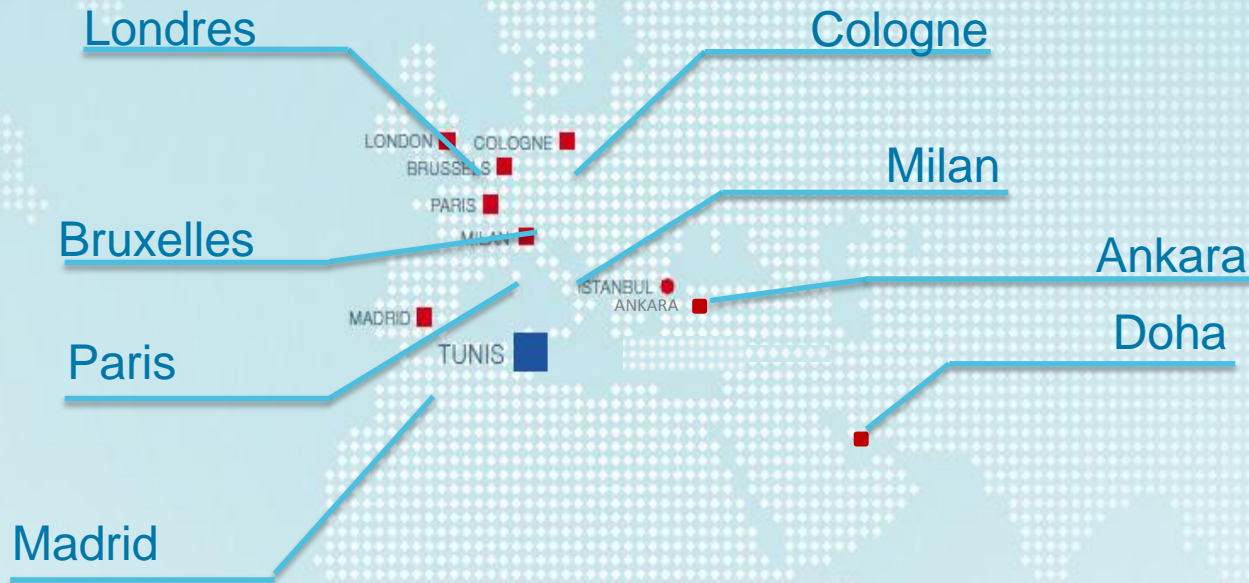 Londres
Cologne
LONDON
COLOGNE
BRUSSELS
Milan
PARIS
Bruxelles
MILAN
Ankara
ISTANBUL
ANKARA
MADRID
Doha
TUNIS
Paris
Madrid